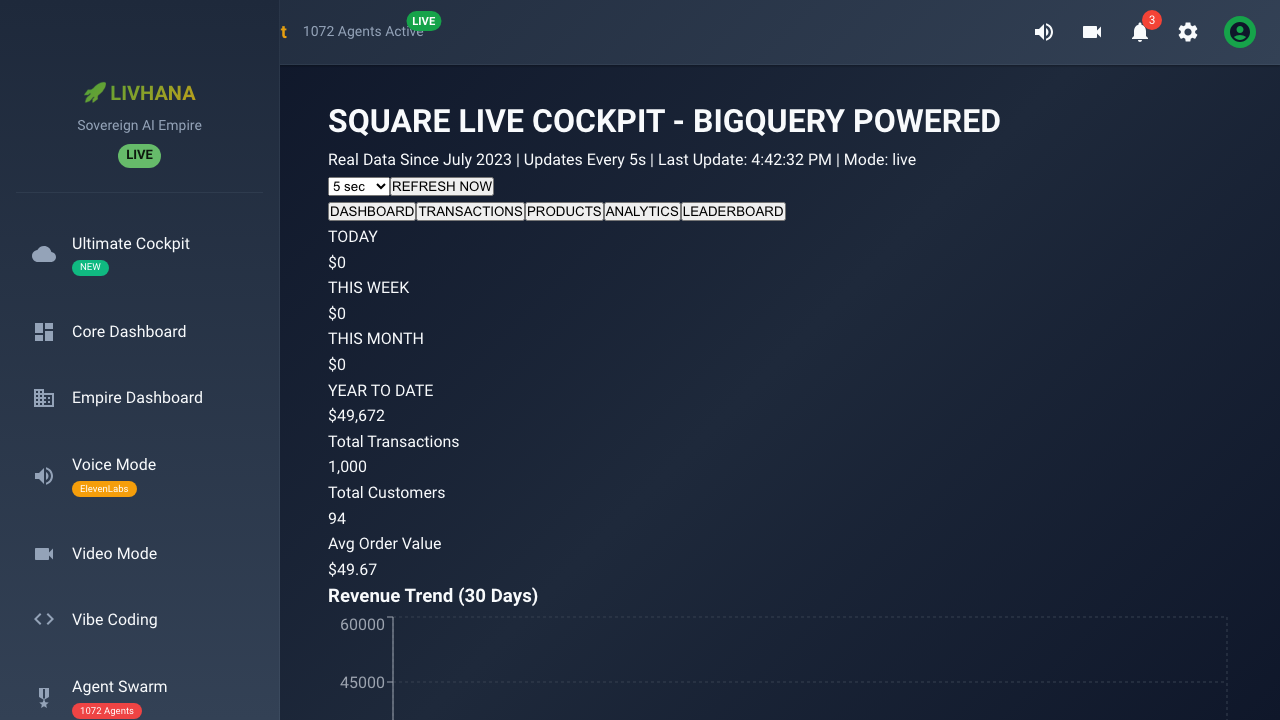 LIVE
t 1072 Agents Active
3
🚀 LIVHANA
Sovereign AI Empire
LIVE
Ultimate Cockpit
NEW
Core Dashboard
Empire Dashboard
Voice Mode
ElevenLabs
Video Mode
Vibe Coding
Agent Swarm
1072 Agents
SQUARE LIVE COCKPIT - BIGQUERY POWERED
Real Data Since July 2023 | Updates Every 5s | Last Update: 4:42:32 PM | Mode: live
5 sec REFRESH NOW
DASHBOARD TRANSACTIONS PRODUCTS ANALYTICS LEADERBOARD
TODAY
$0
THIS WEEK
$0
THIS MONTH
$0
YEAR TO DATE
$49,672
Total Transactions
1,000
Total Customers
94
Avg Order Value
$49.67
Revenue Trend (30 Days)
60000
45000